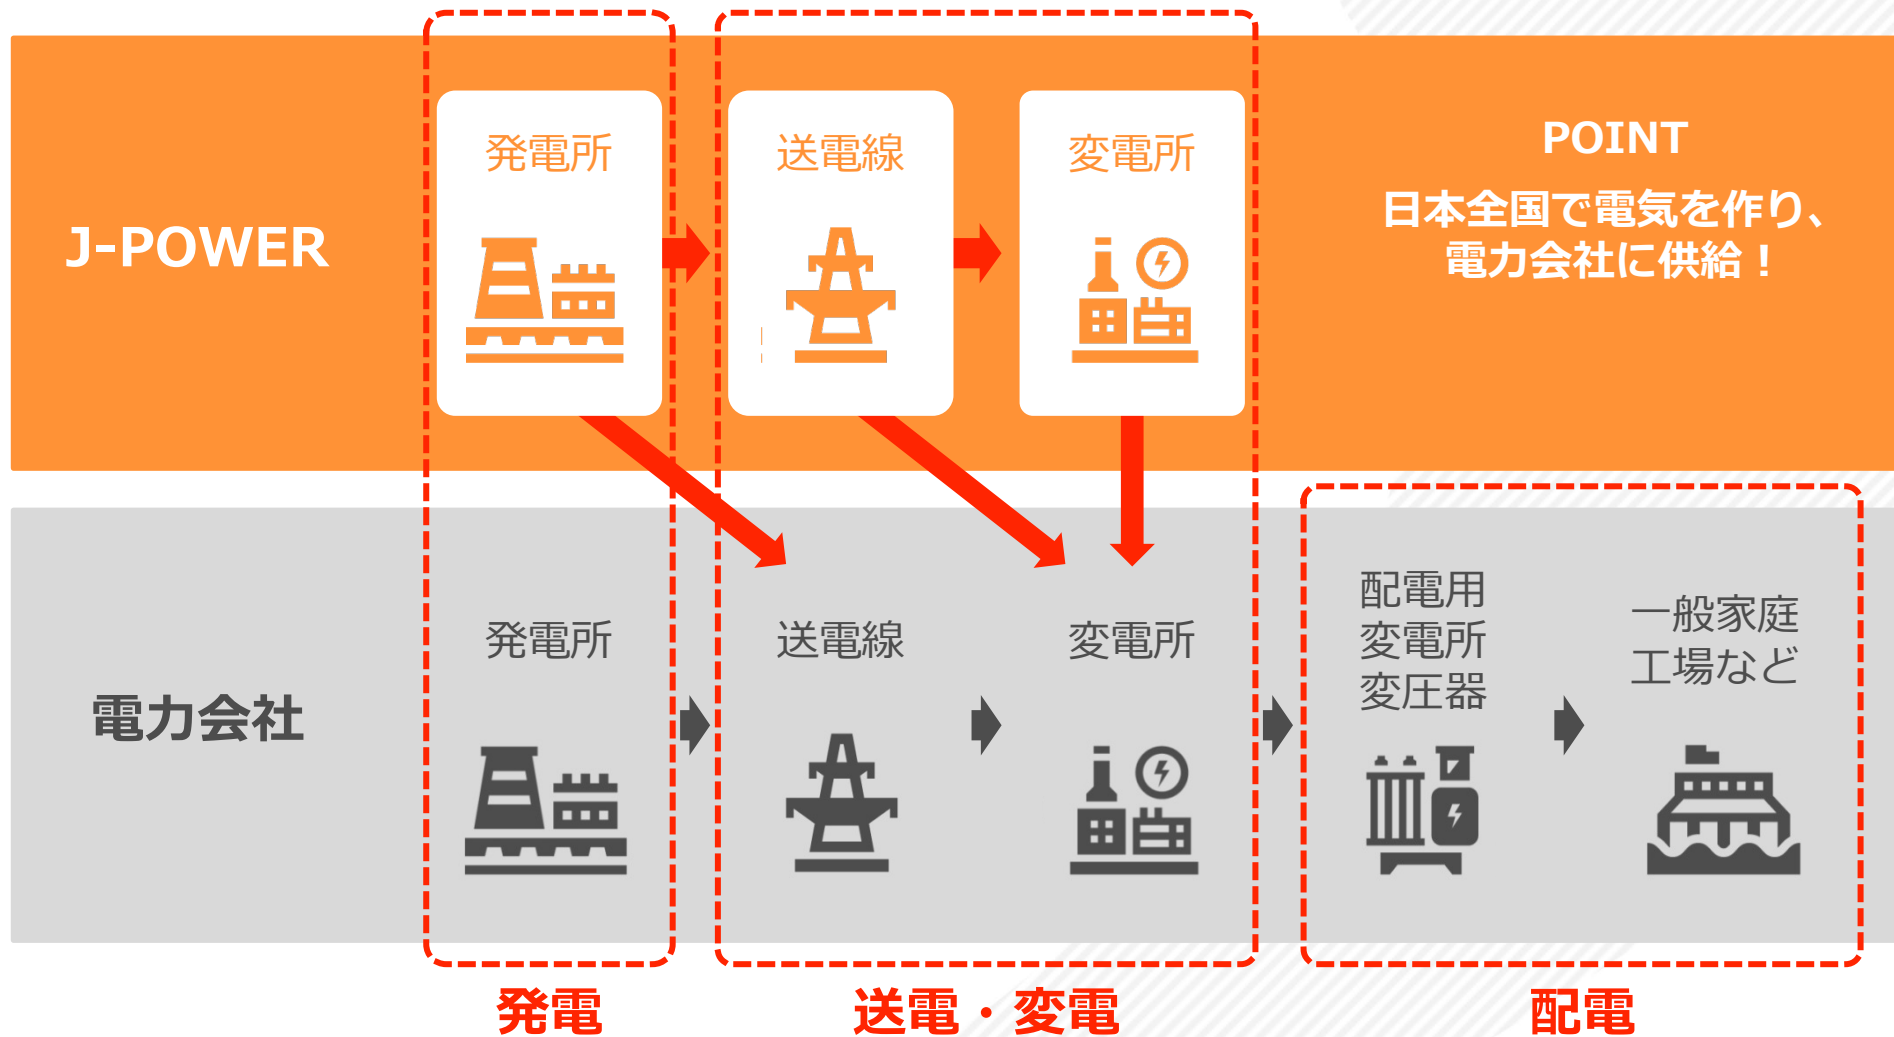 J-POWER
発電所
送電線
変電所
POINT
日本全国で電気を作り、
電力会社に供給！
電力会社
発電所
送電線
変電所
配電用
変電所
変圧器
一般家庭
工場など
発電
送電・変電
配電